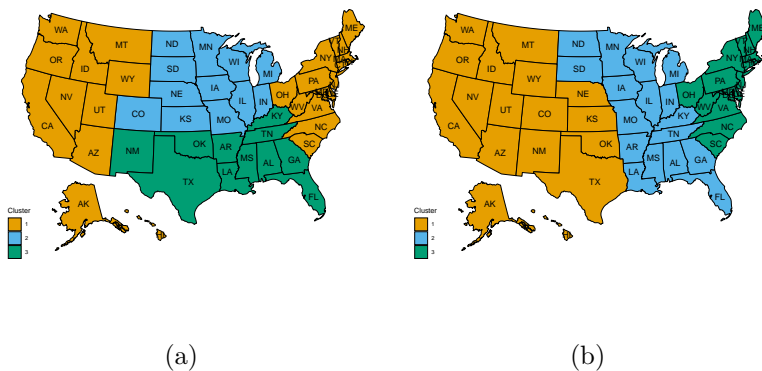 WA
MT
ND
MN
ME
OR
ID
SD
WI
MI
NY
NH
WY
IA
PA
NV
NE
IL
IN
OH
UT
CO
KS
MO
WV
VA
KY
CA
NC
TN
AZ
NM
OK
AR
SC
MS
AL
GA
TX
LA
FL
AK
Cluster
1
2
3
(a)
WA
MT
ND
MN
ME
OR
ID
SD
WI
MI
NY
WY
IA
PA
NV
NE
IL
IN
OH
UT
CO
KS
MO
WV
VA
KY
CA
NC
TN
AZ
NM
OK
AR
SC
MS
AL
GA
TX
LA
FL
AK
Cluster
1
2
3
(b)